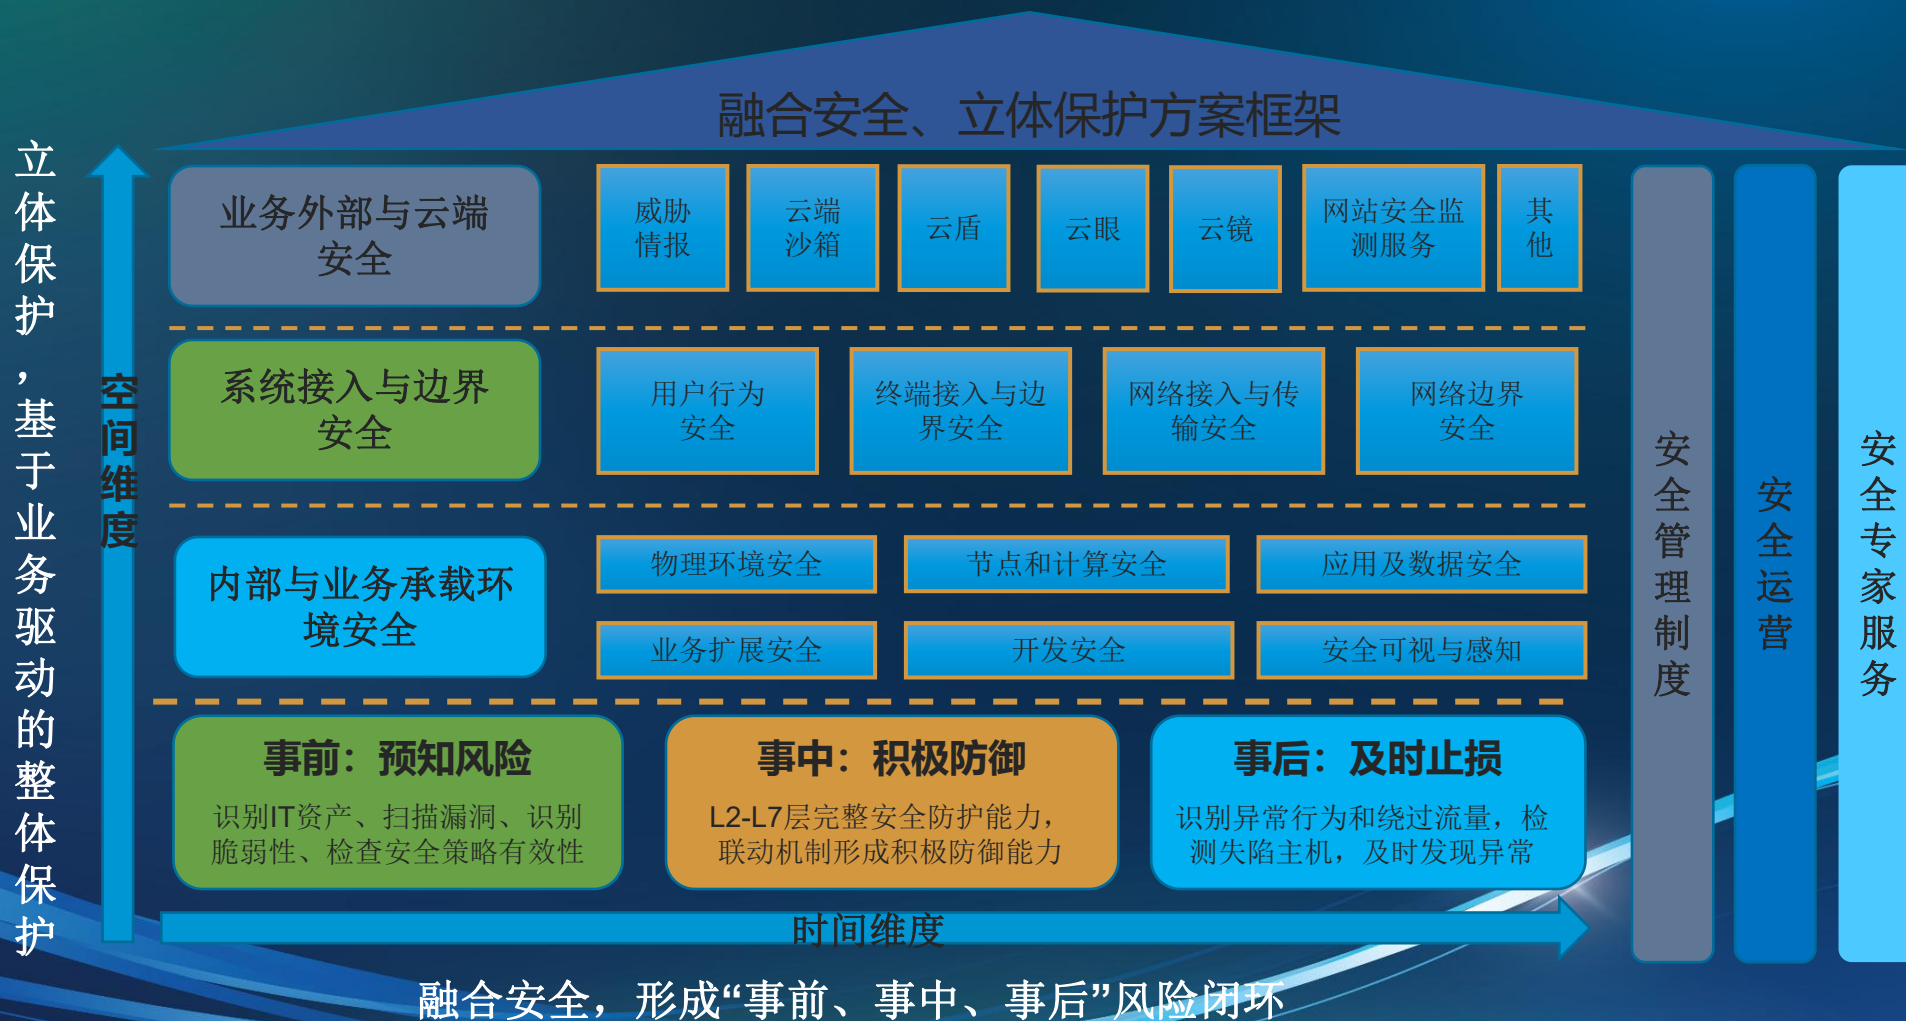 融合安全、立体保护方案框架
立体保护，基于业务驱动的整体保护
空间维度
业务外部与云端
安全
威胁
情报
云端
沙箱
云盾
云眼
云镜
网站安全监
测服务
其
他
系统接入与边界
安全
用户行为
安全
终端接入与边
界安全
网络接入与传
输安全
网络边界
安全
内部与业务承载环
境安全
物理环境安全
节点和计算安全
应用及数据安全
业务扩展安全
开发安全
安全可视与感知
事前：预知风险
识别IT资产、扫描漏洞、识别
脆弱性、检查安全策略有效性
事中：积极防御
L2-L7层完整安全防护能力，
联动机制形成积极防御能力
事后：及时止损
识别异常行为和绕过流量，检
测失陷主机，及时发现异常
时间维度
安全管理制度
安全运营
安全专家服务
融合安全，形成“事前、事中、事后”风险闭环